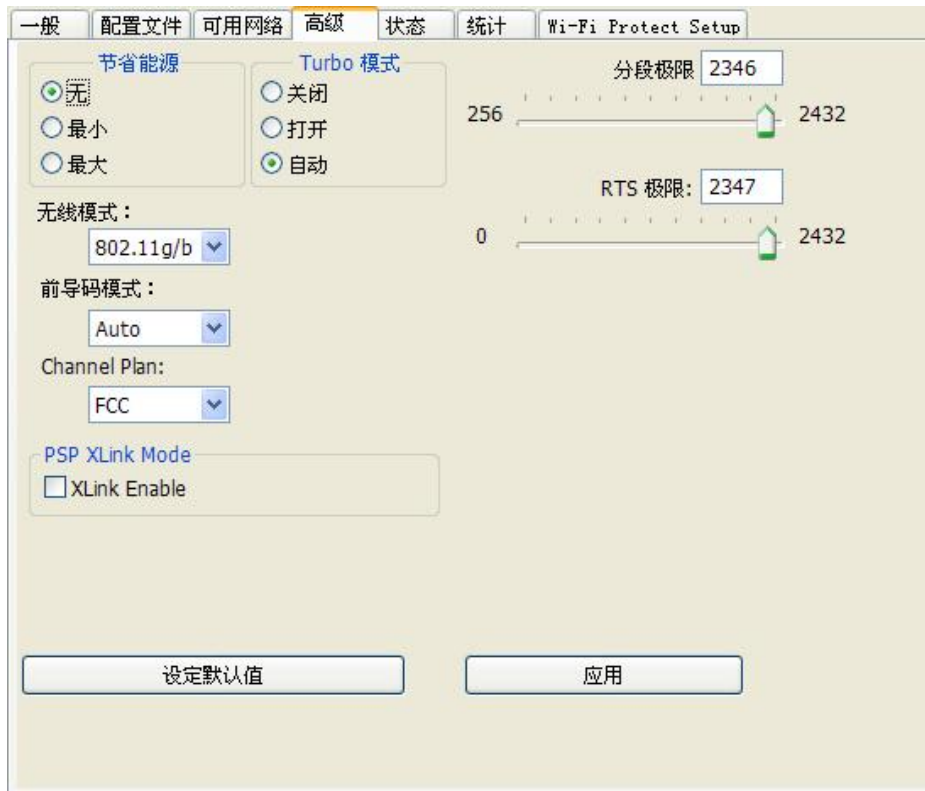 一般 配置文件 可用网络 高级 状态 统计 Wi-Fi Protect Setup
节省能源
无
最小
最大
Turbo 模式
关闭
打开
自动
分段极限 2346
256 2432
RTS 极限: 2347
0 2432
无线模式：
802.11g/b
前导码模式：
Auto
Channel Plan:
FCC
PSP XLink Mode
XLink Enable
设定默认值 应用